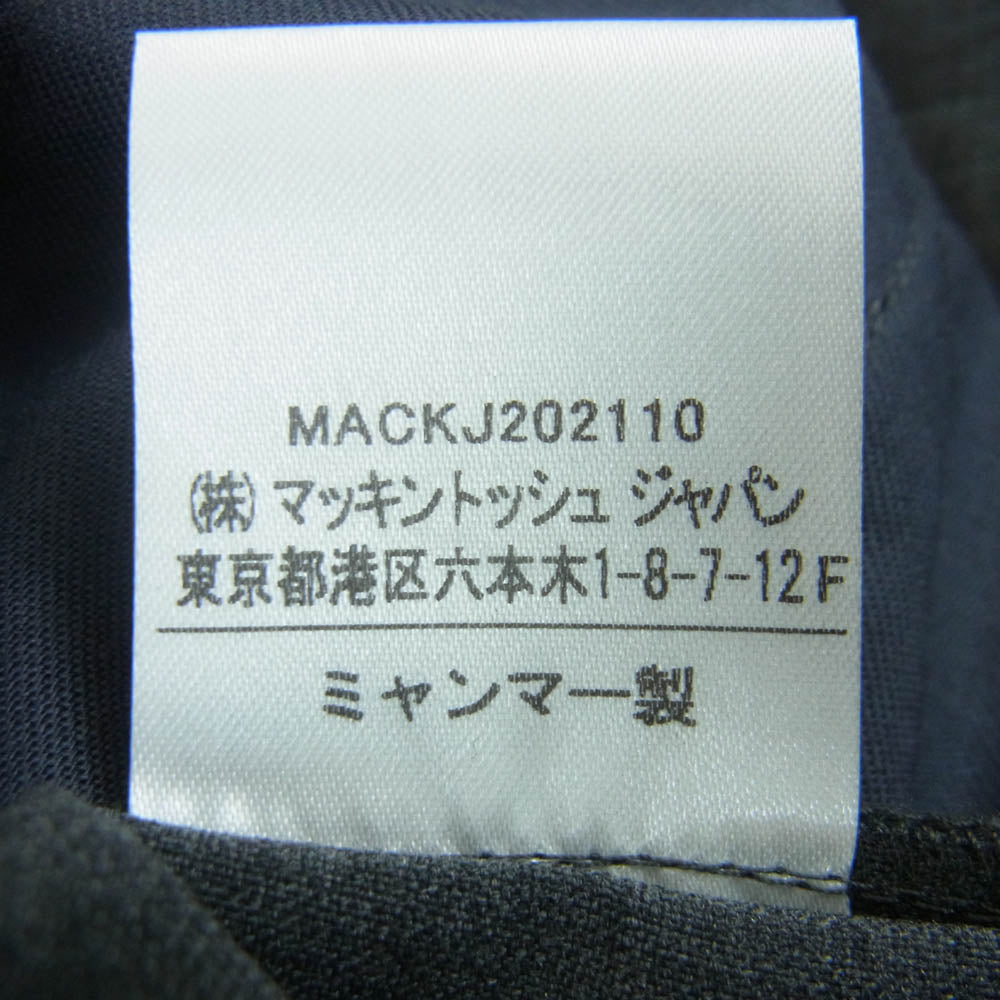 MACKJ202110
(株)マッキントッシュ ジャパン
東京都港区六本木1-8-7-12F
ミャンマー製